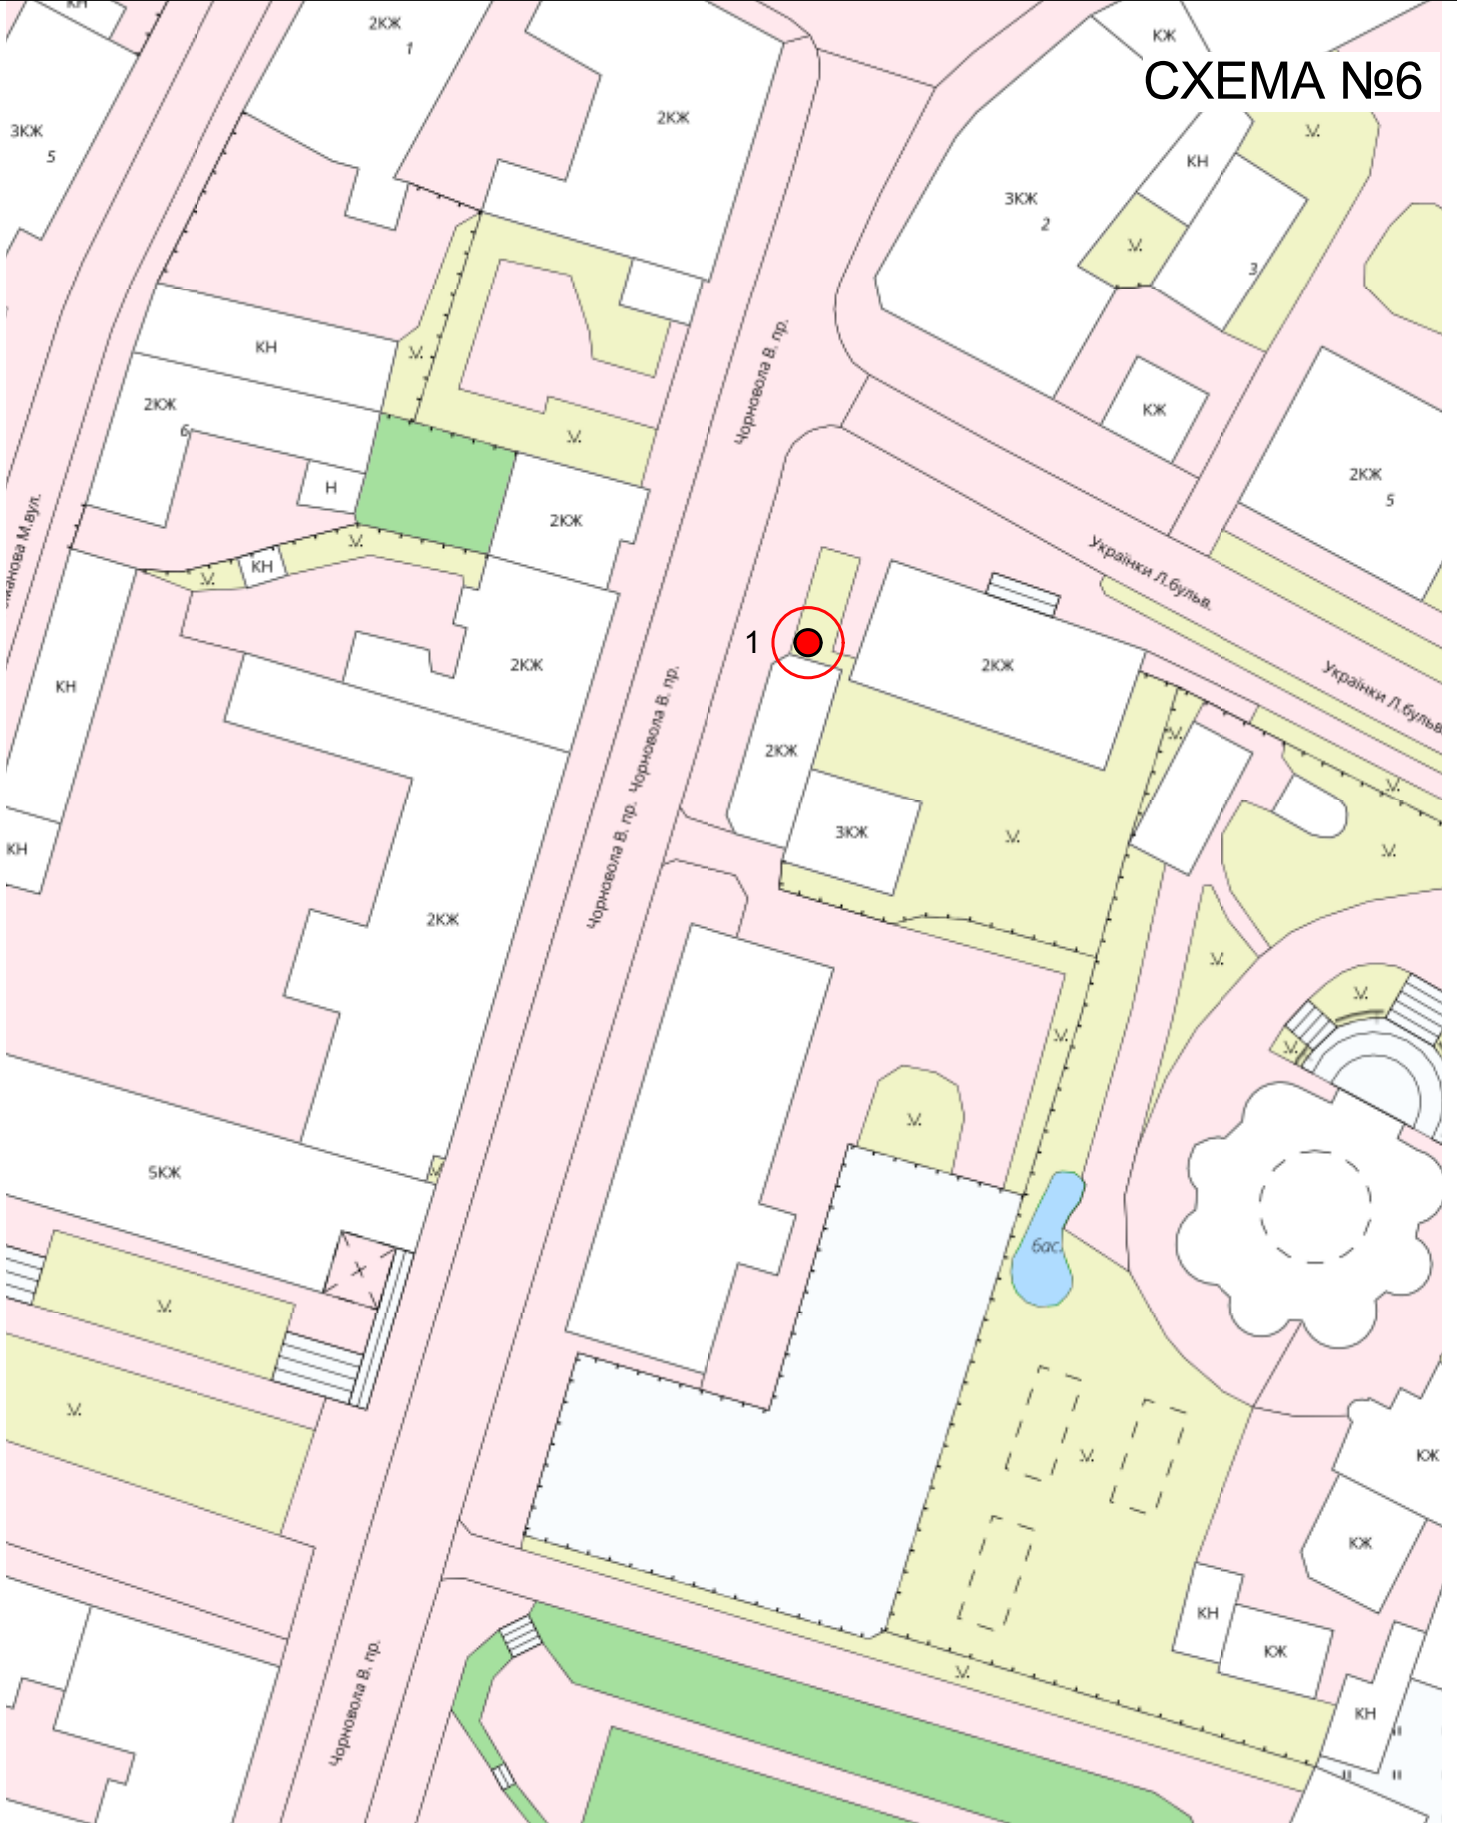 КН
2КЖ
1
КЖ
СХЕМА №6
3КЖ
5
2КЖ
КН
3КЖ
2
3
КН
2КЖ
6
Чорновола В. пр.
КЖ
2КЖ
5
Н
2КЖ
КН
Українки Л.бульв.
1
2КЖ
2КЖ
Українки Л.бульв
КН
Чорновола В. пр.
2КЖ
3КЖ
КН
Чорновола В. пр.
2КЖ
5КЖ
бас.
КЖ
КЖ
КН
КЖ
Чорновола В. пр.
КН